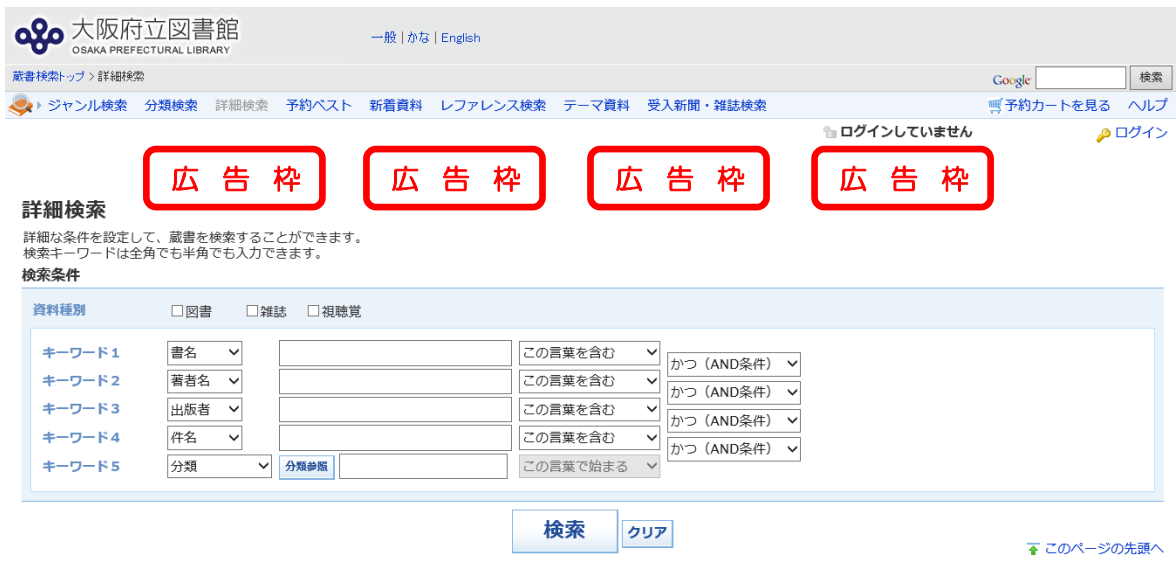 大阪府立図書館
OSAKA PREFECTURAL LIBRARY
一般 | かな | English
蔵書検索トップ > 詳細検索
Google 検索
ジャンル検索 分類検索 詳細検索 予約ベスト 新着資料 レファレンス検索 テーマ資料 受入新聞・雑誌検索 予約カートを見る ヘルプ
ログインしていません ログイン
広告枠 広告枠 広告枠 広告枠
詳細検索
詳細な条件を設定して、蔵書を検索することができます。
検索キーワードは全角でも半角でも入力できます。
検索条件
資料種別 図書 雑誌 視聴覚
キーワード1 書名 この言葉を含む
かつ（AND条件）
キーワード2 著者名 この言葉を含む
かつ（AND条件）
キーワード3 出版者 この言葉を含む
かつ（AND条件）
キーワード4 件名 この言葉を含む
かつ（AND条件）
キーワード5 分類 分類参照 この言葉で始まる
検索 クリア
このページの先頭へ